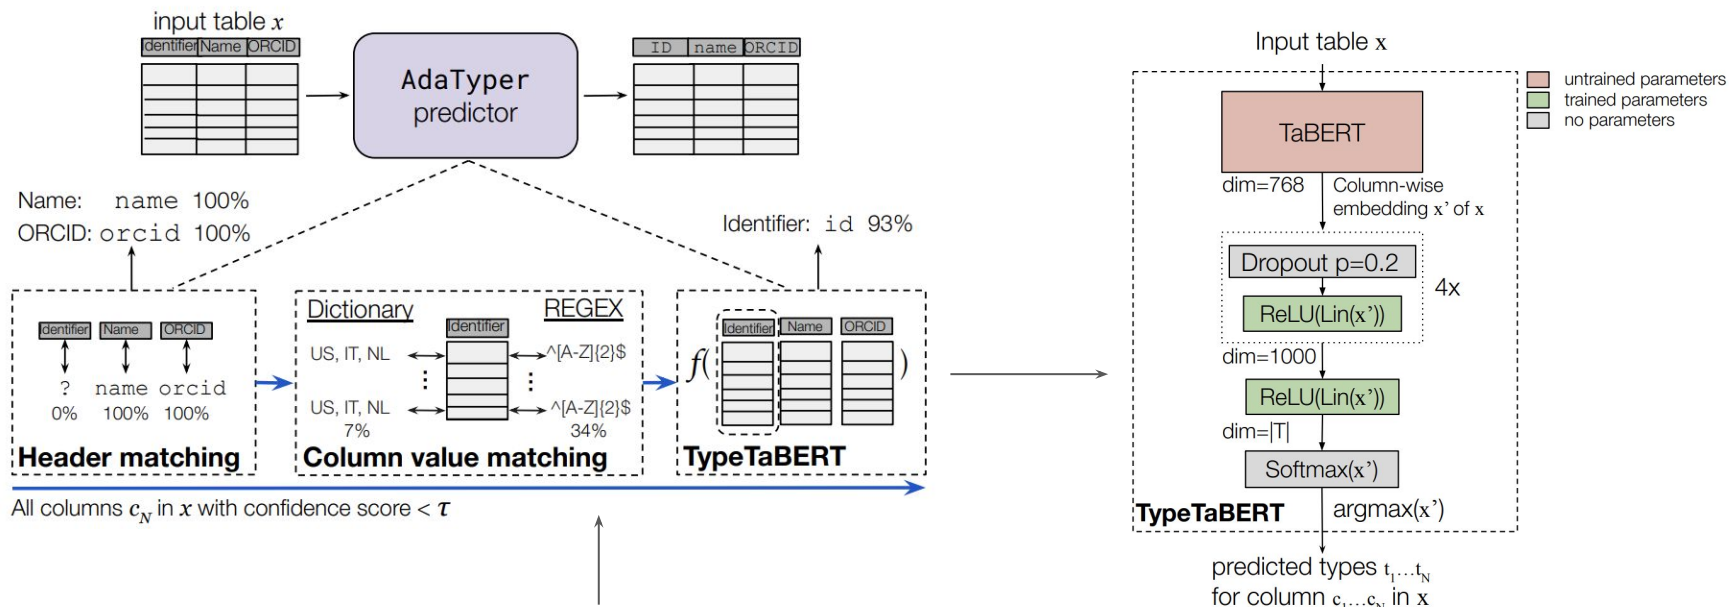 input table x
Identifier Name ORCID
AdaTyper
predictor
ID name ORCID
Name: name 100%
ORCID: orcid 100%
Identifier: id 93%
Identifier Name ORCID
? name orcid
0% 100% 100%
Header matching
Dictionary REGEX
Identifier
US, IT, NL ^[A-Z]{2}$
⋮ ⋮
US, IT, NL ^[A-Z]{2}$
7% 34%
Column value matching
Identifier Name ORCID
f( )
TypeTaBERT
All columns c_N in x with confidence score < τ
Input table x
untrained parameters
trained parameters
no parameters
TaBERT
dim=768
Column-wise
embedding x’ of x
Dropout p=0.2
4x
ReLU(Lin(x’))
dim=1000
ReLU(Lin(x’))
dim=|T|
Softmax(x’)
TypeTaBERT
argmax(x’)
predicted types t₁…t_N
for column c₁…c_N in x